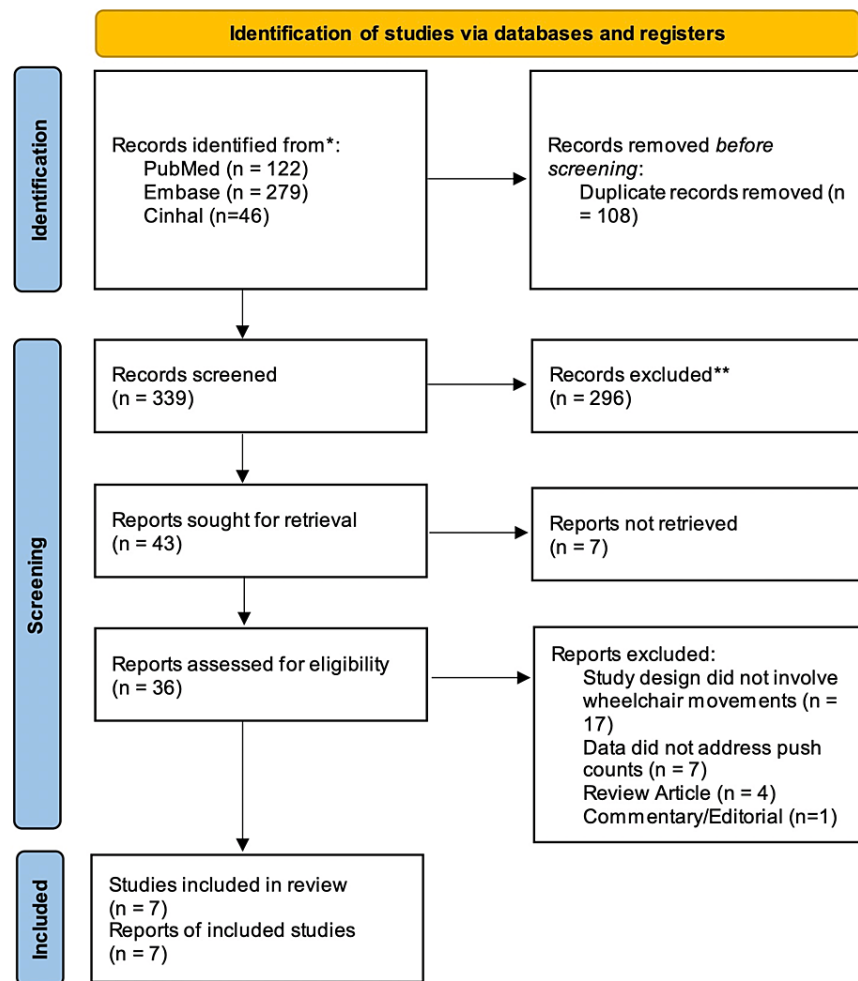 Identification of studies via databases and registers
Identification
Records identified from*:
PubMed (n = 122)
Embase (n = 279)
Cinhal (n=46)
Records removed before
screening:
Duplicate records removed (n
= 108)
Screening
Records screened
(n = 339)
Records excluded**
(n = 296)
Reports sought for retrieval
(n = 43)
Reports not retrieved
(n = 7)
Reports assessed for eligibility
(n = 36)
Reports excluded:
Study design did not involve
wheelchair movements (n =
17)
Data did not address push
counts (n = 7)
Review Article (n = 4)
Commentary/Editorial (n=1)
Included
Studies included in review
(n = 7)
Reports of included studies
(n = 7)